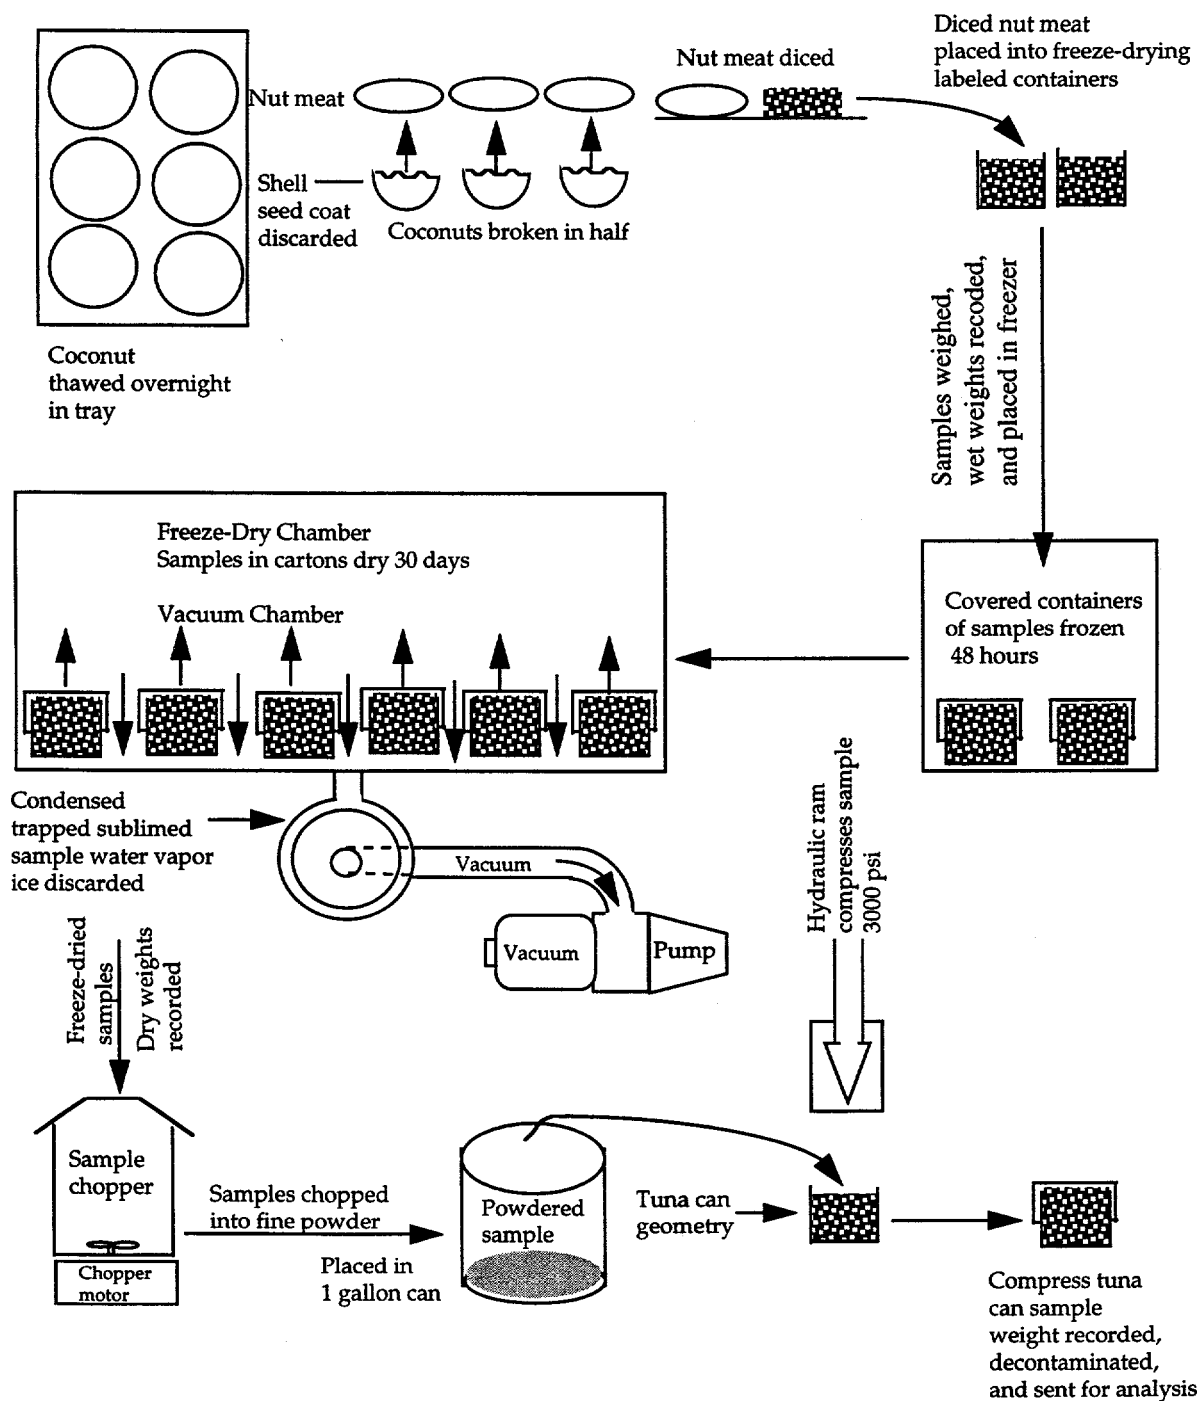 Diced nut meat
placed into freeze-drying
labeled containers
Nut meat diced
Nut meat
Shell
seed coat
discarded
Coconuts broken in half
Coconut
thawed overnight
in tray
Samples weighed,
wet weights recoded,
and placed in freezer
Freeze-Dry Chamber
Samples in cartons dry 30 days
Vacuum Chamber
Covered containers
of samples frozen
48 hours
Condensed
trapped sublimed
sample water vapor
ice discarded
Vacuum
Vacuum
Pump
Hydraulic ram
compresses sample
3000 psi
Freeze-dried
samples
Dry weights
recorded
Sample
chopper
Chopper
motor
Samples chopped
into fine powder
Placed in
1 gallon can
Powdered
sample
Tuna can
geometry
Compress tuna
can sample
weight recorded,
decontaminated,
and sent for analysis